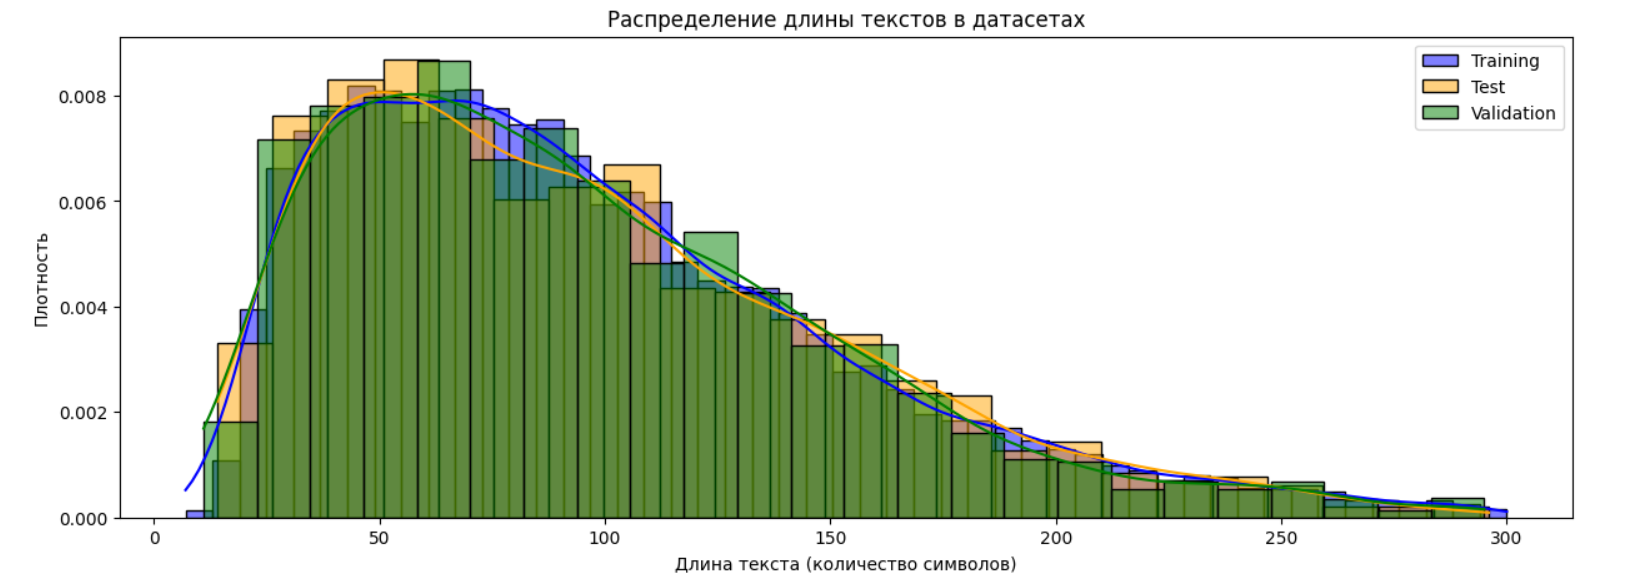 Распределение длины текстов в датасетах
Training
Test
Validation
Плотность
0.008
0.006
0.004
0.002
0.000
0 50 100 150 200 250 300
Длина текста (количество символов)